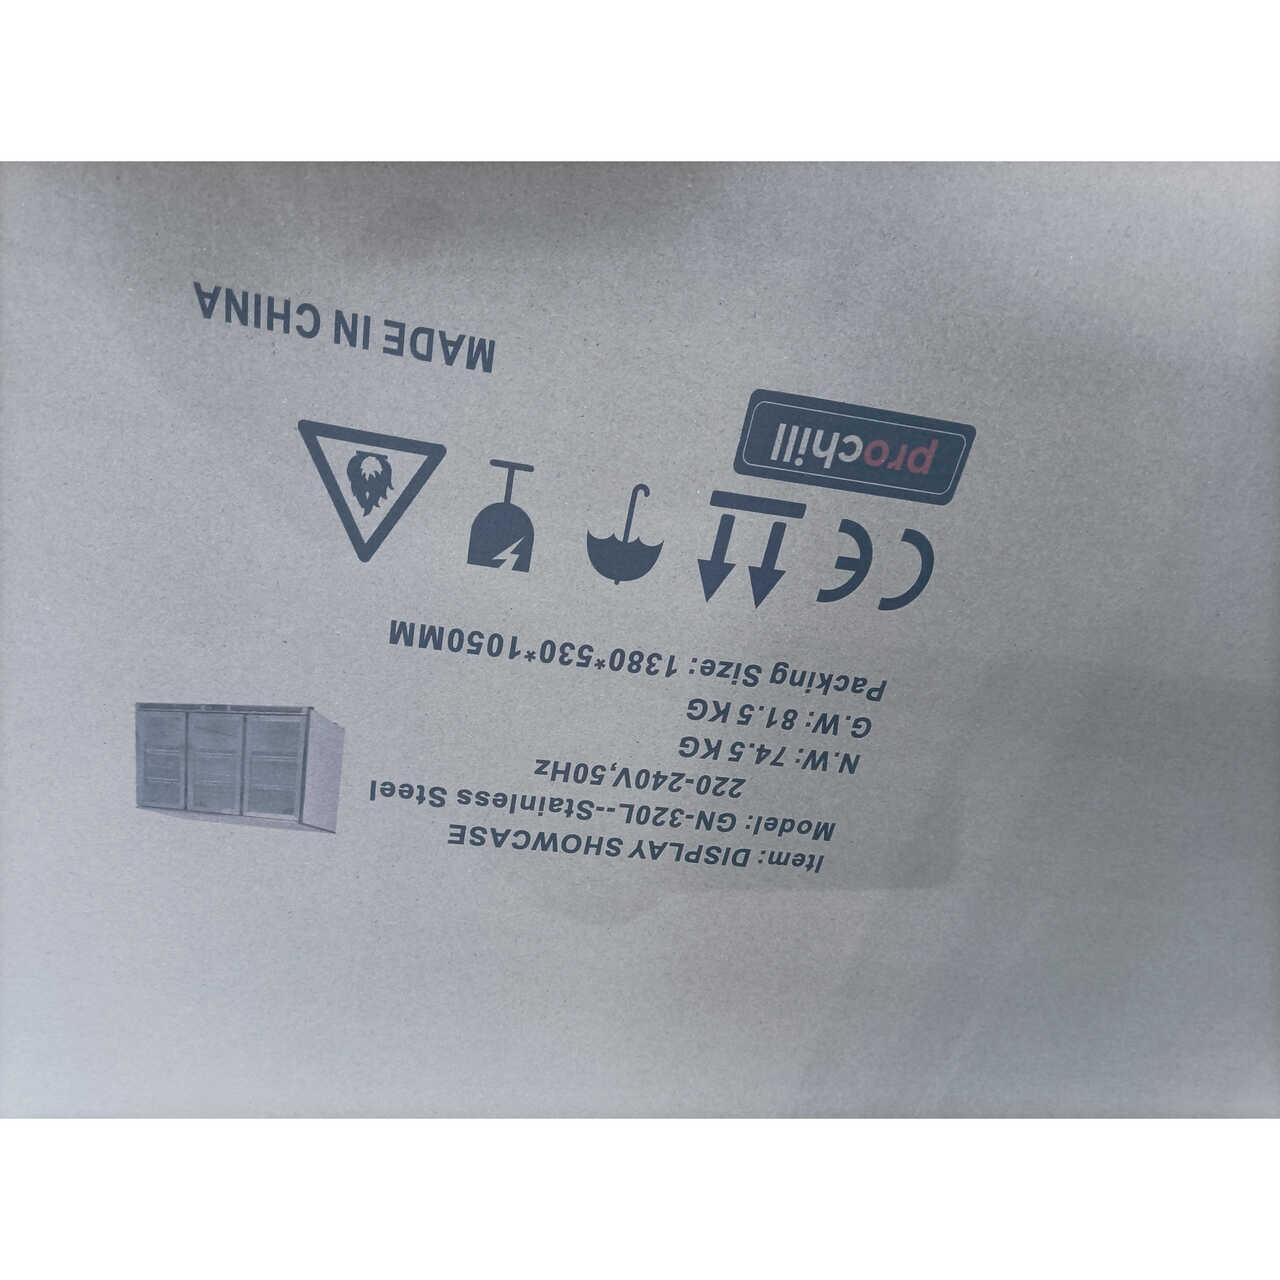 Item: DISPLAY SHOWCASE
Model: GN-320L--Stainless Steel
220-240V,50Hz
N.W: 74.5 KG
G.W: 81.5 KG
Packing Size: 1380*530*1050MM
CE
prochill
MADE IN CHINA